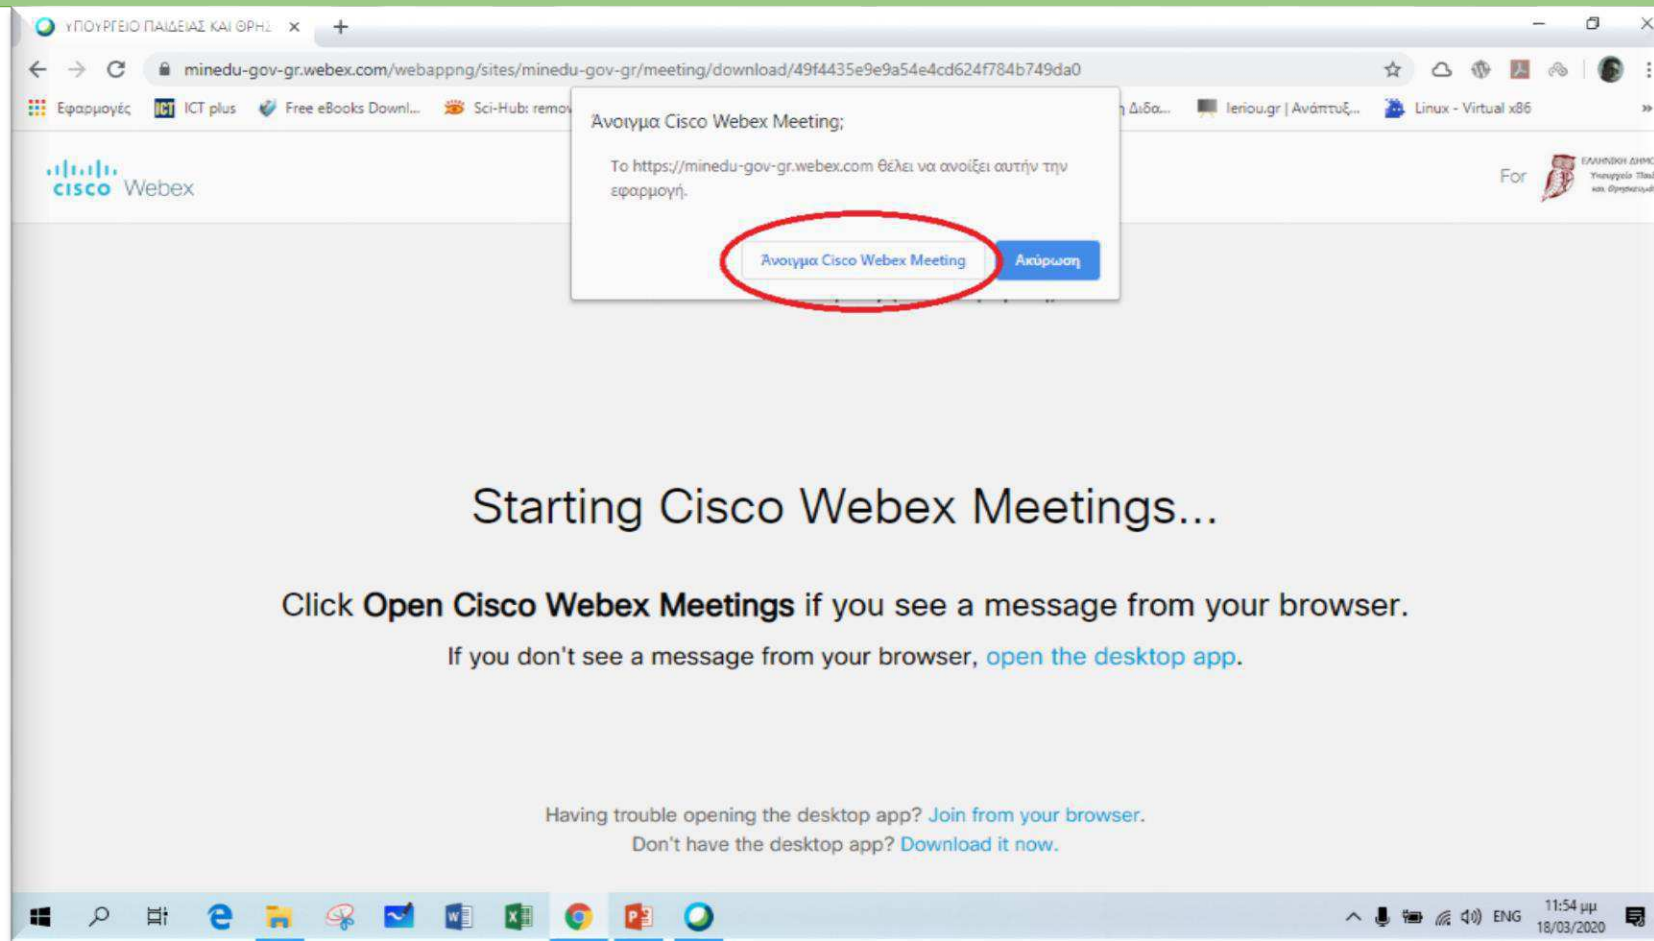 ΥΠΟΥΡΓΕΙΟ ΠΑΙΔΕΙΑΣ ΚΑΙ ΘΡΗΣ
minedu-gov-gr.webex.com/webappng/sites/minedu-gov-gr/meeting/download/49f4435e9e9a54e4cd624f784b749da0
Εφαρμογές ICT plus Free eBooks Downl... Sci-Hub: remov Διδα... Ieriou.gr | Ανάπτυξ... Linux - Virtual x86
Άνοιγμα Cisco Webex Meeting;
Το https://minedu-gov-gr.webex.com θέλει να ανοίξει αυτήν την
εφαρμογή.
Άνοιγμα Cisco Webex Meeting Ακύρωση
cisco Webex
For
Starting Cisco Webex Meetings...
Click Open Cisco Webex Meetings if you see a message from your browser.
If you don't see a message from your browser, open the desktop app.
Having trouble opening the desktop app? Join from your browser.
Don't have the desktop app? Download it now.
ENG
11:54 μμ
18/03/2020